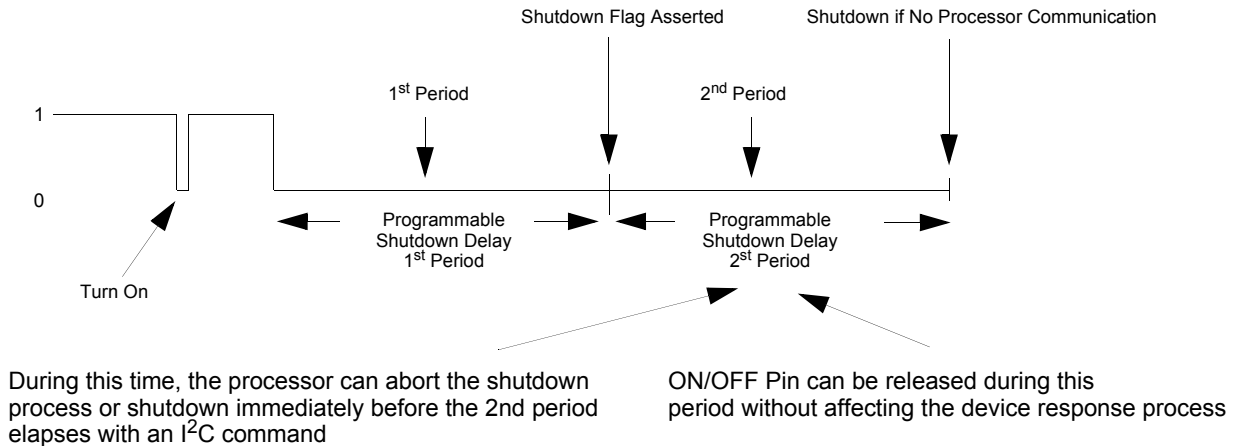 Shutdown Flag Asserted
Shutdown if No Processor Communication
1st Period
2nd Period
1
0
Programmable
Shutdown Delay
1st Period
Programmable
Shutdown Delay
2st Period
Turn On
During this time, the processor can abort the shutdown
process or shutdown immediately before the 2nd period
elapses with an I2C command
ON/OFF Pin can be released during this
period without affecting the device response process